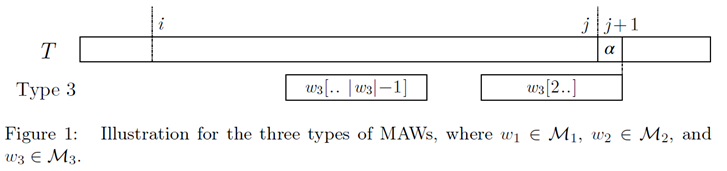 i j j+1
T α
Type 3 w₃[.. |w₃|−1] w₃[2..]
Figure 1: Illustration for the three types of MAWs, where w₁ ∈ ℳ₁, w₂ ∈ ℳ₂, and
w₃ ∈ ℳ₃.